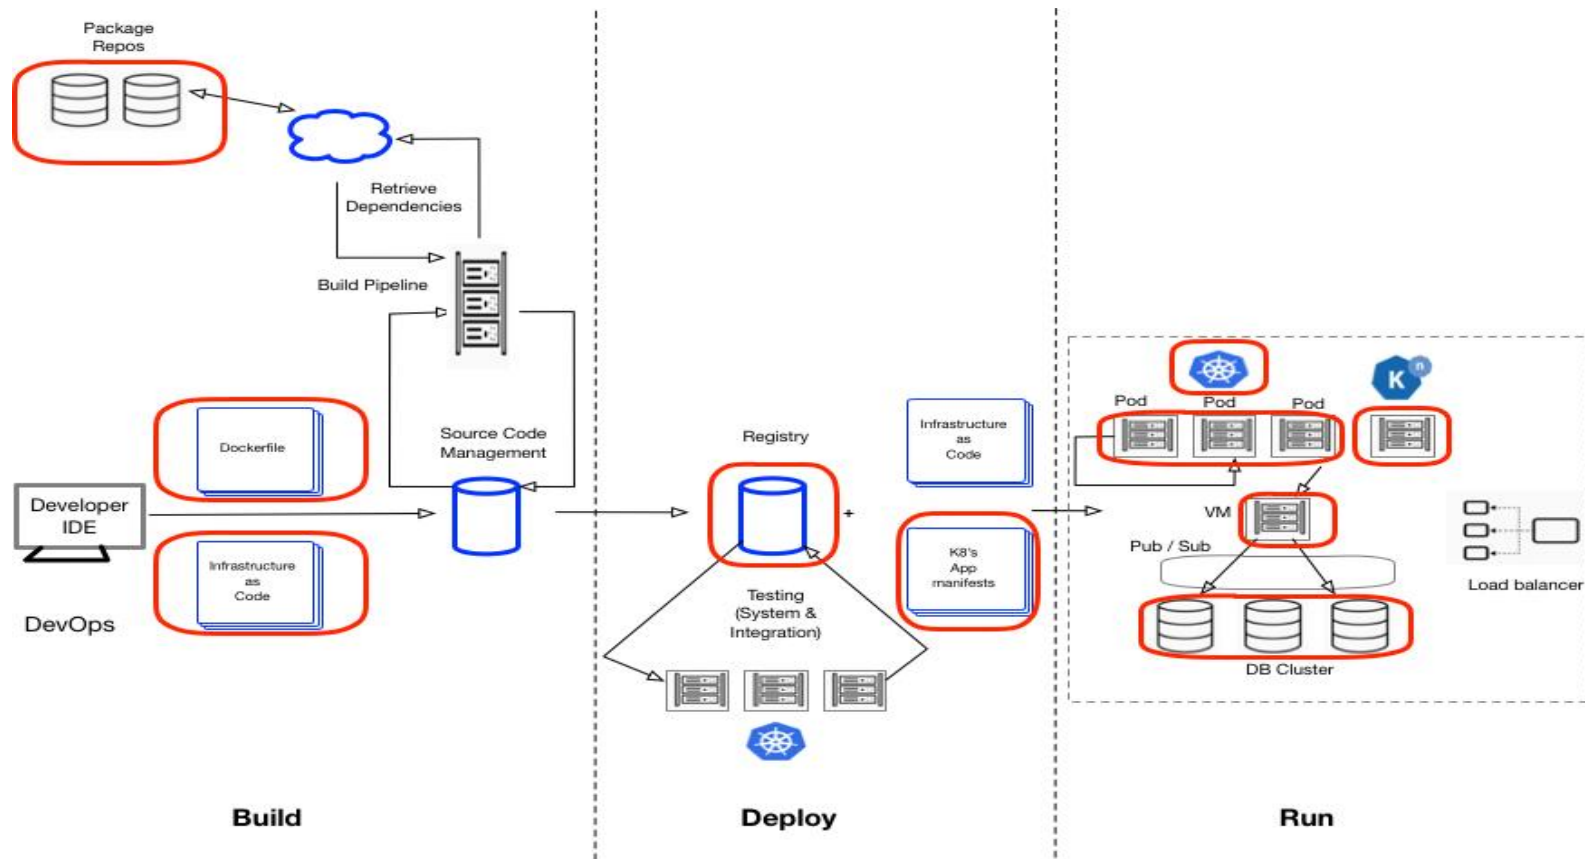 Package
Repos
Retrieve
Dependencies
Build Pipeline
Dockerfile
Source Code
Management
Developer
IDE
Infrastructure
as
Code
DevOps
Build
Registry
+
Infrastructure
as
Code
K8's
App
manifests
Testing
(System &
Integration)
Deploy
K
n
Pod
Pod
Pod
VM
Pub / Sub
Load balancer
DB Cluster
Run